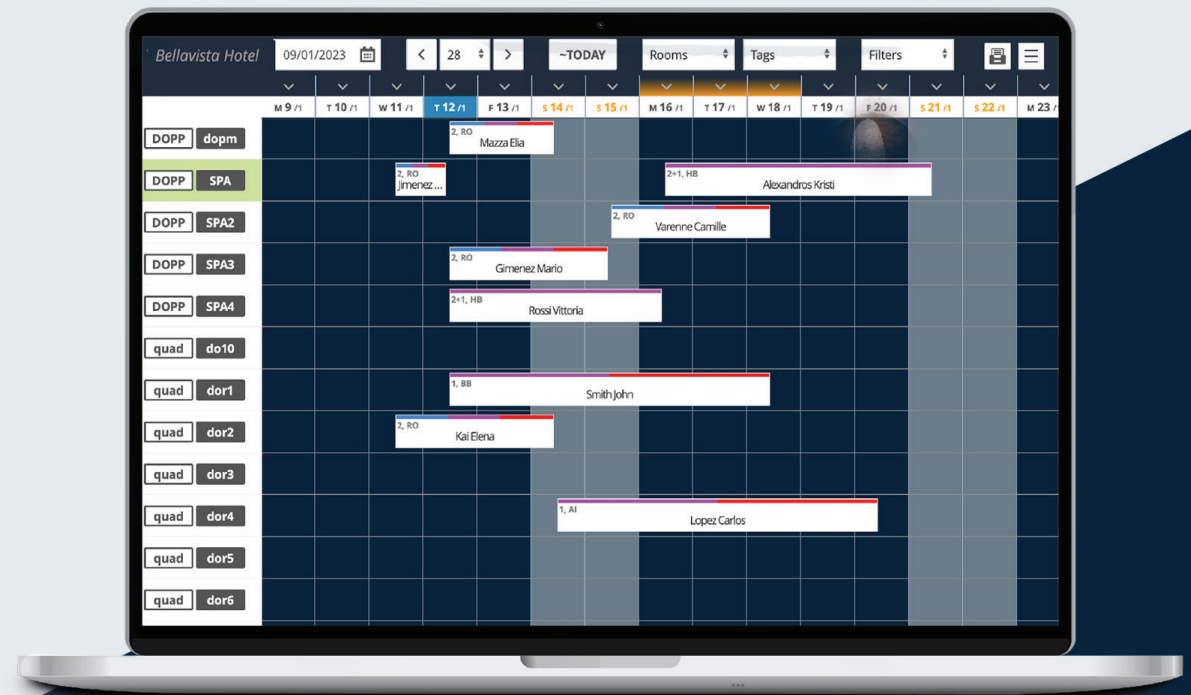 Bellavista Hotel 09/01/2023 28 ~TODAY Rooms Tags Filters
M 9 /1 T 10 /1 W 11 /1 T 12 /1 F 13 /1 S 14 /1 S 15 /1 M 16 /1 T 17 /1 W 18 /1 T 19 /1 F 20 /1 S 21 /1 S 22 /1 M 23 /
DOPP dopm 2, RO Mazza Elia
DOPP SPA 2, RO Jimenez ... 2+1, HB Alexandros Kristi
DOPP SPA2 2, RO Varenne Camille
DOPP SPA3 2, RO Gimenez Mario
DOPP SPA4 2+1, HB Rossi Vittoria
quad do10
quad dor1 1, BB Smith John
quad dor2 2, RO Kai Elena
quad dor3
quad dor4 1, AI Lopez Carlos
quad dor5
quad dor6